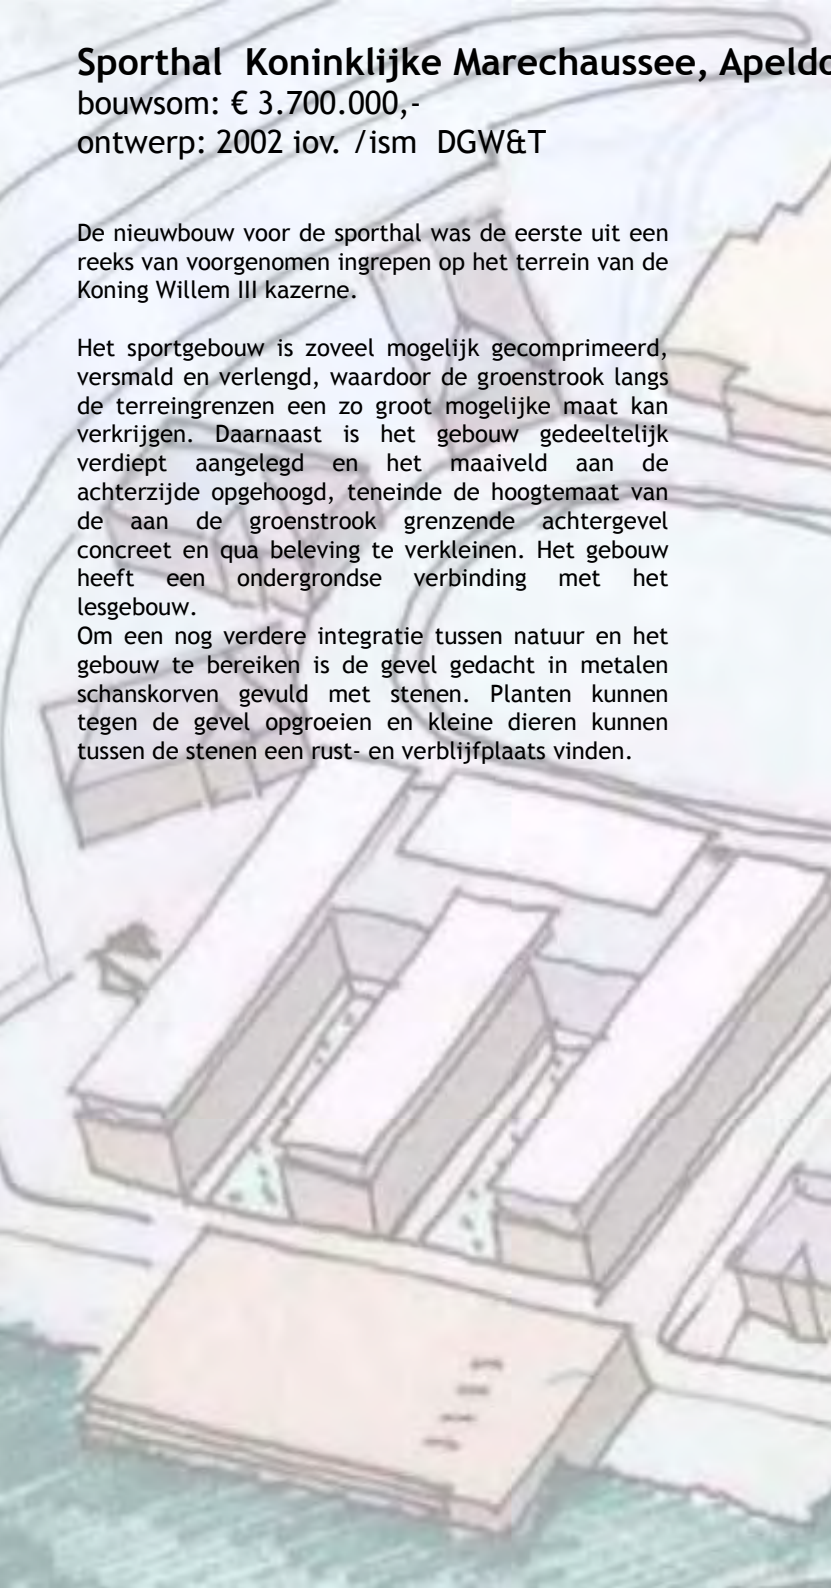 Sporthal Koninklijke Marechaussee, Apeldo
bouwsom: € 3.700.000,-
ontwerp: 2002 iov. /ism DGW&T
De nieuwbouw voor de sporthal was de eerste uit een
reeks van voorgenomen ingrepen op het terrein van de
Koning Willem III kazerne.
Het sportgebouw is zoveel mogelijk gecomprimeerd,
versmald en verlengd, waardoor de groenstrook langs
de terreingrenzen een zo groot mogelijke maat kan
verkrijgen. Daarnaast is het gebouw gedeeltelijk
verdiept aangelegd en het maaiveld aan de
achterzijde opgehoogd, teneinde de hoogtemaat van
de aan de groenstrook grenzende achtergevel
concreet en qua beleving te verkleinen. Het gebouw
heeft een ondergrondse verbinding met het
lesgebouw.
Om een nog verdere integratie tussen natuur en het
gebouw te bereiken is de gevel gedacht in metalen
schanskorven gevuld met stenen. Planten kunnen
tegen de gevel opgroeien en kleine dieren kunnen
tussen de stenen een rust- en verblijfplaats vinden.